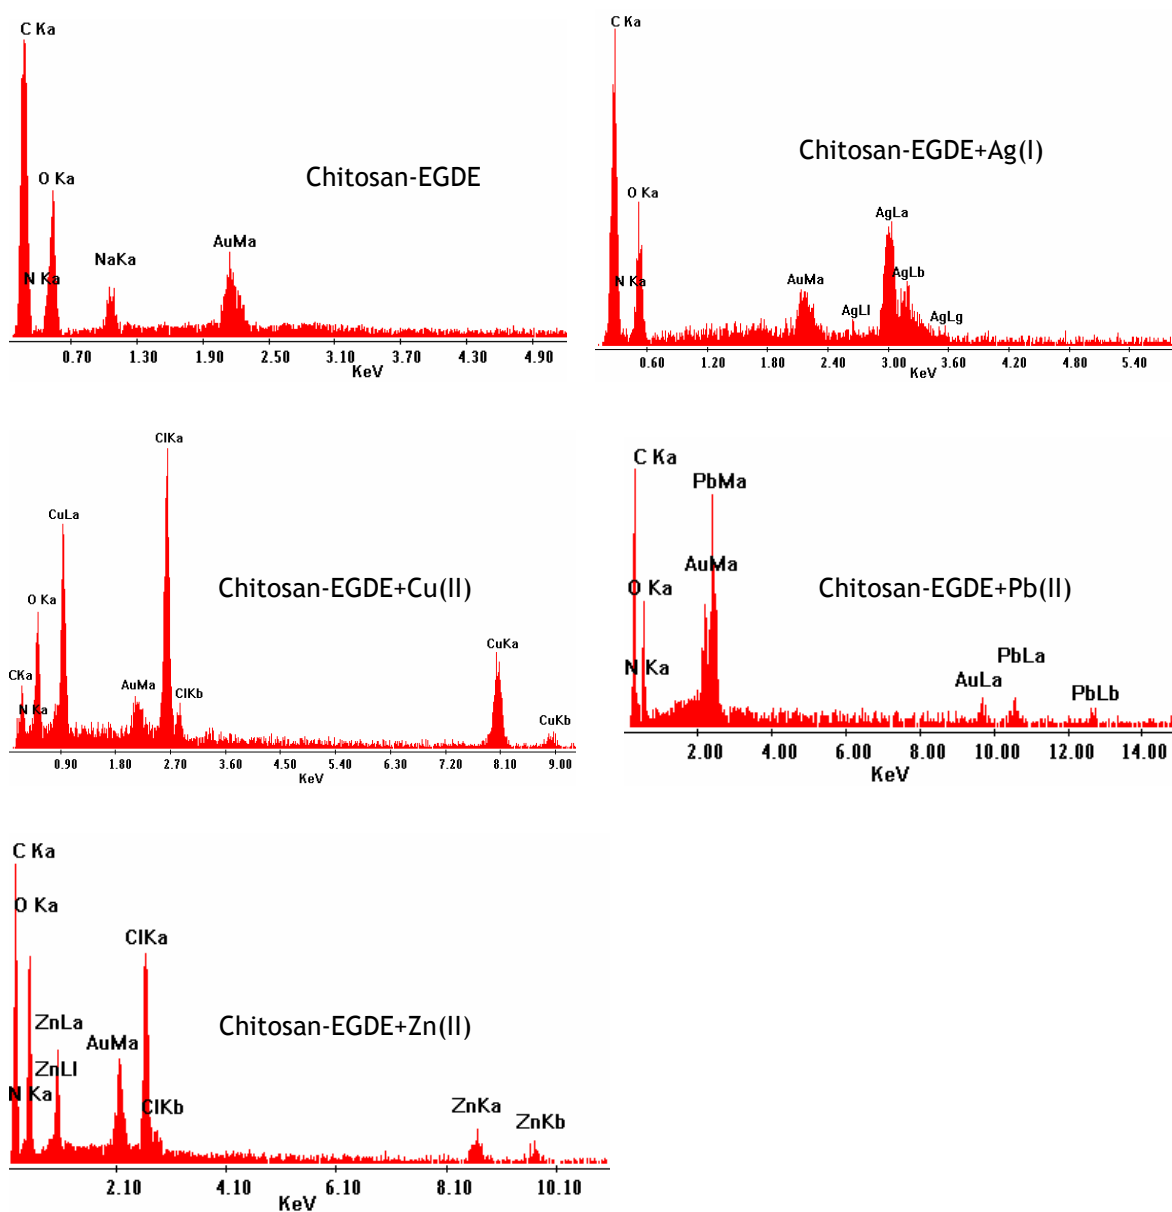 C Ka
O Ka
N Ka
NaKa
AuMa
Chitosan-EGDE
0.70 1.30 1.90 2.50 3.10 3.70 4.30 4.90
KeV
C Ka
O Ka
N Ka
AuMa
AgLl
AgLa
AgLb
AgLg
Chitosan-EGDE+Ag(I)
0.60 1.20 1.80 2.40 3.00 3.60 4.20 5.40
KeV
ClKa
CuLa
O Ka
CKa
N Ka
AuMa
ClKb
CuKa
CuKb
Chitosan-EGDE+Cu(II)
0.90 1.80 2.70 3.60 4.50 5.40 6.30 7.20 8.10 9.00
KeV
C Ka
PbMa
AuMa
O Ka
N Ka
AuLa
PbLa
PbLb
Chitosan-EGDE+Pb(II)
2.00 4.00 6.00 8.00 10.00 12.00 14.00
KeV
C Ka
O Ka
ClKa
ZnLa
AuMa
ZnLl
N Ka
ClKb
ZnKa
ZnKb
Chitosan-EGDE+Zn(II)
2.10 4.10 6.10 8.10 10.10
KeV